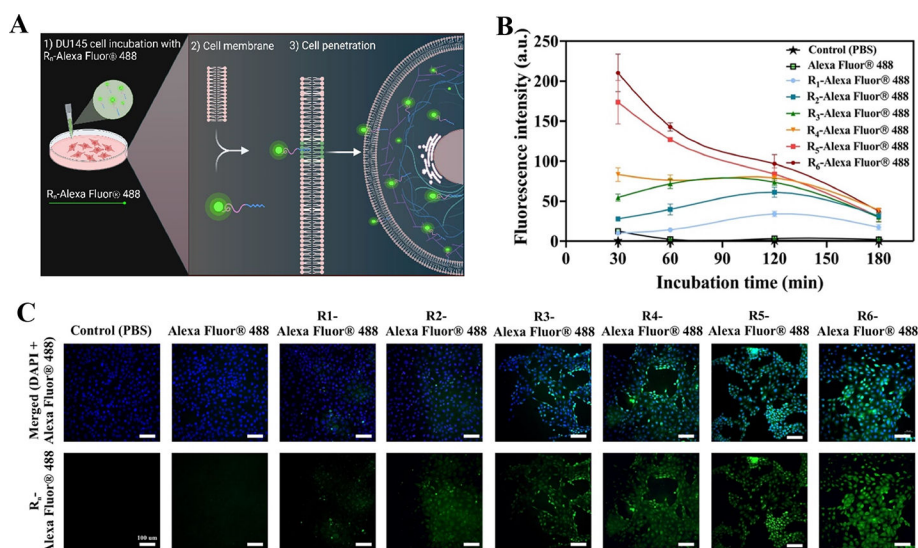 A
1) DU145 cell incubation with
Rn-Alexa Fluor® 488
2) Cell membrane
3) Cell penetration
Rn-Alexa Fluor® 488
B
Fluorescence intensity (a.u.)
250
200
150
100
50
0
0 30 60 90 120 150 180
Incubation time (min)
Control (PBS)
Alexa Fluor® 488
R1-Alexa Fluor® 488
R2-Alexa Fluor® 488
R3-Alexa Fluor® 488
R4-Alexa Fluor® 488
R5-Alexa Fluor® 488
R6-Alexa Fluor® 488
C
Control (PBS)
Alexa Fluor® 488
R1-
Alexa Fluor® 488
R2-
Alexa Fluor® 488
R3-
Alexa Fluor® 488
R4-
Alexa Fluor® 488
R5-
Alexa Fluor® 488
R6-
Alexa Fluor® 488
Merged (DAPI +
Alexa Fluor® 488)
Rn-
Alexa Fluor® 488
100 um